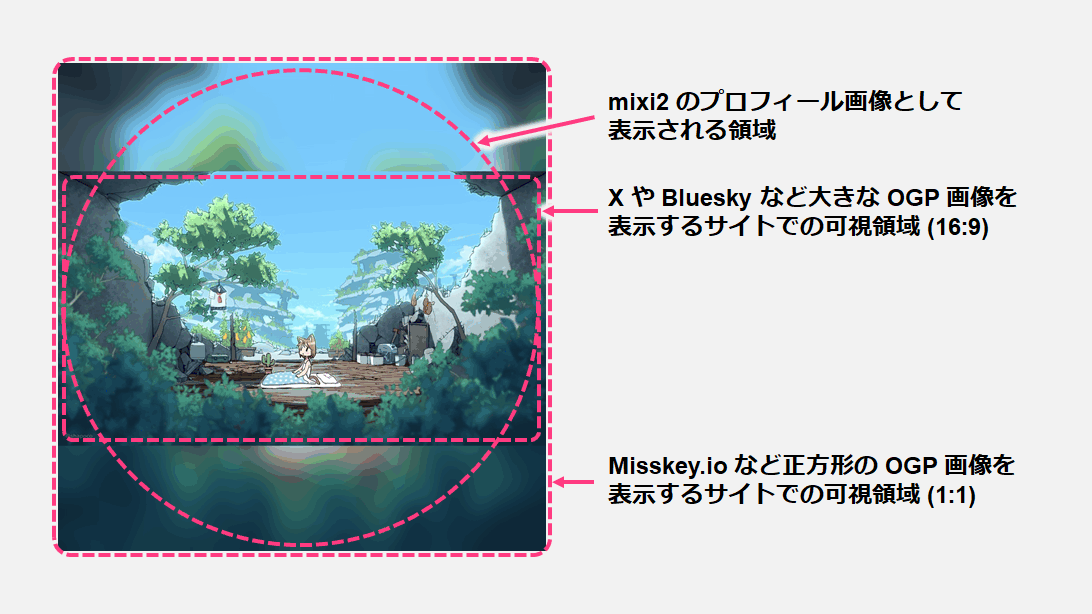 mixi2 のプロフィール画像として
表示される領域
X や Bluesky など大きな OGP 画像を
表示するサイトでの可視領域 (16:9)
Misskey.io など正方形の OGP 画像を
表示するサイトでの可視領域 (1:1)